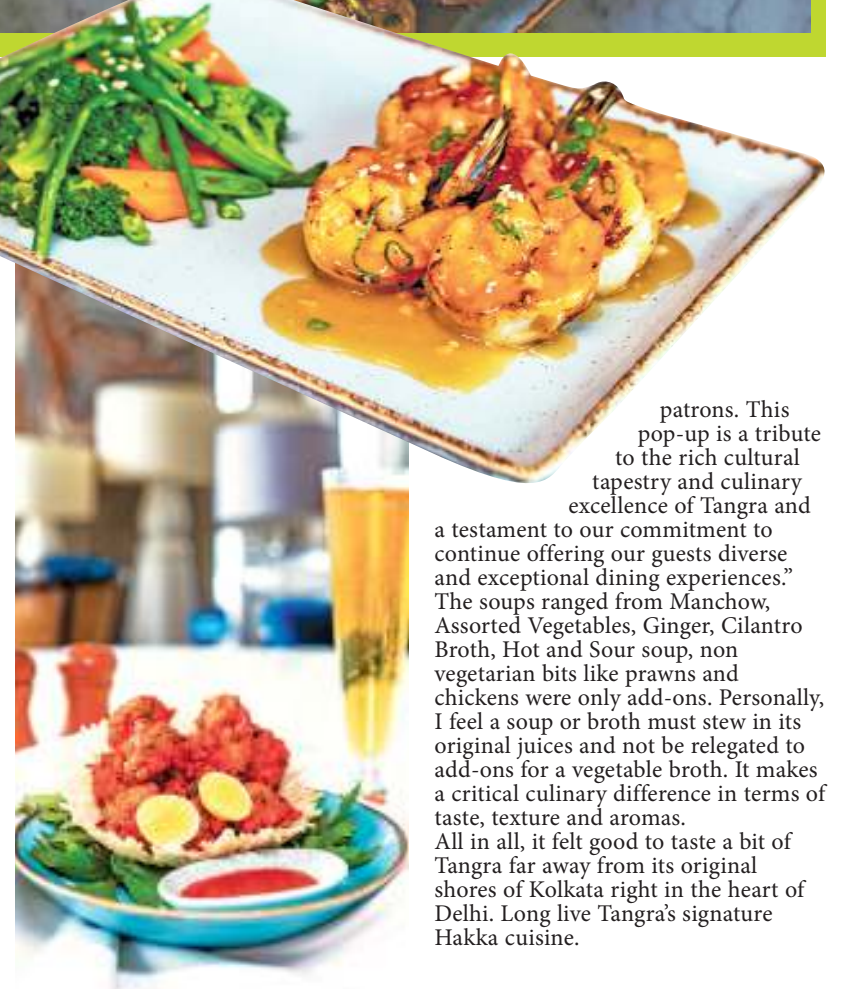 patrons. This
pop-up is a tribute
to the rich cultural
tapestry and culinary
excellence of Tangra and
a testament to our commitment to
continue offering our guests diverse
and exceptional dining experiences.”
The soups ranged from Manchow,
Assorted Vegetables, Ginger, Cilantro
Broth, Hot and Sour soup, non
vegetarian bits like prawns and
chickens were only add-ons. Personally,
I feel a soup or broth must stew in its
original juices and not be relegated to
add-ons for a vegetable broth. It makes
a critical culinary difference in terms of
taste, texture and aromas.
All in all, it felt good to taste a bit of
Tangra far away from its original
shores of Kolkata right in the heart of
Delhi. Long live Tangra’s signature
Hakka cuisine.